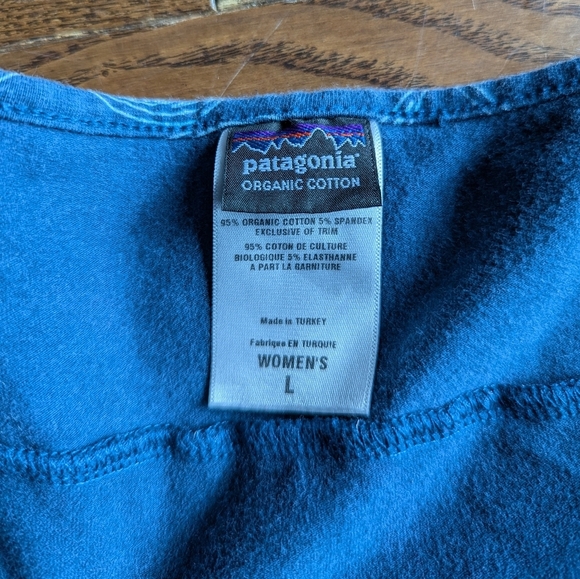 patagonia
ORGANIC COTTON
95% ORGANIC COTTON 5% SPANDEX
EXCLUSIVE OF TRIM
95% COTON DE CULTURE
BIOLOGIQUE 5% ELASTHANNE
A PART LA GARNITURE
Made in TURKEY
Fabrique EN TURQUIE
WOMEN'S
L